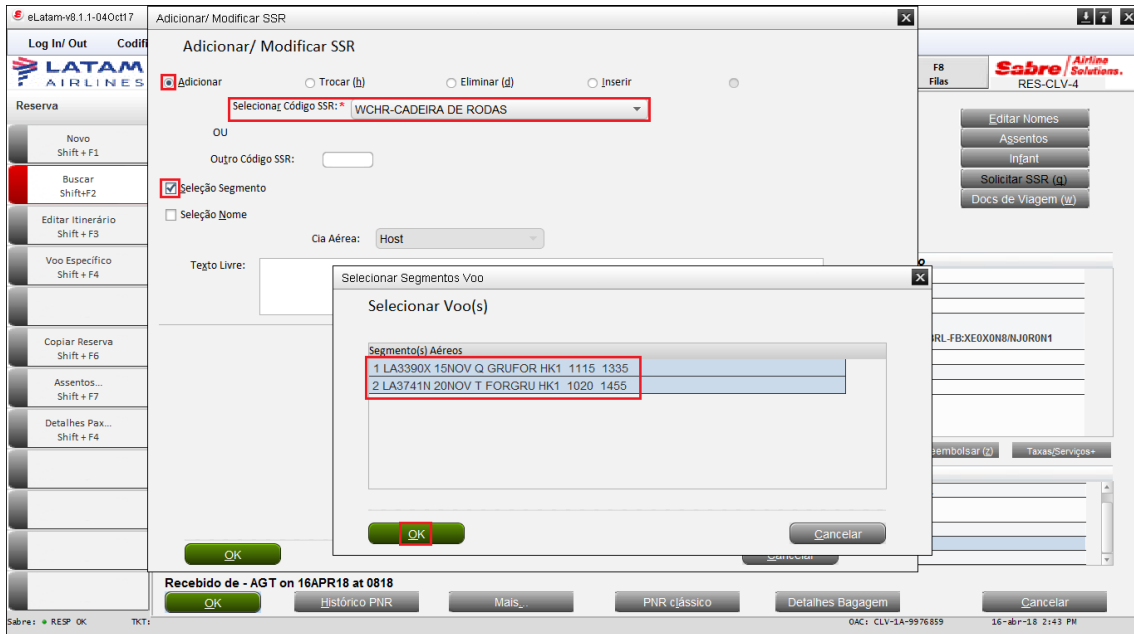 eLatam-v8.1.1-04Oct17
Log In/ Out Codifi
LATAM
AIRLINES
Reserva
Novo
Shift + F1
Buscar
Shift+F2
Editar Itinerário
Shift + F3
Voo Específico
Shift + F4
Copiar Reserva
Shift + F6
Assentos...
Shift + F7
Detalhes Pax...
Shift + F4
Adicionar/ Modificar SSR
Adicionar/ Modificar SSR
Adicionar Trocar (h) Eliminar (d) Inserir
Selecionar Código SSR: * WCHR-CADEIRA DE RODAS
OU
Outro Código SSR:
Seleção Segmento
Seleção Nome
Cia Aérea: Host
Texto Livre:
Selecionar Segmentos Voo
Selecionar Voo(s)
Segmento(s) Aéreos
1 LA3390X 15NOV Q GRUFOR HK1 1115 1335
2 LA3741N 20NOV T FORGRU HK1 1020 1455
OK Cancelar
OK Cancelar
F8
Filas
Sabre Airline Solutions.
RES-CLV-4
Editar Nomes
Assentos
Infant
Solicitar SSR (q)
Docs de Viagem (w)
RL-FB:XE0X0N8/NJ0R0N1
eembolsar (z) Taxas/Serviços+
Recebido de - AGT on 16APR18 at 0818
OK Histórico PNR Mais... PNR clássico Detalhes Bagagem Cancelar
Sabre: RESP OK TKT: OAC: CLV-1A-9976859 16-abr-18 2:43 PM